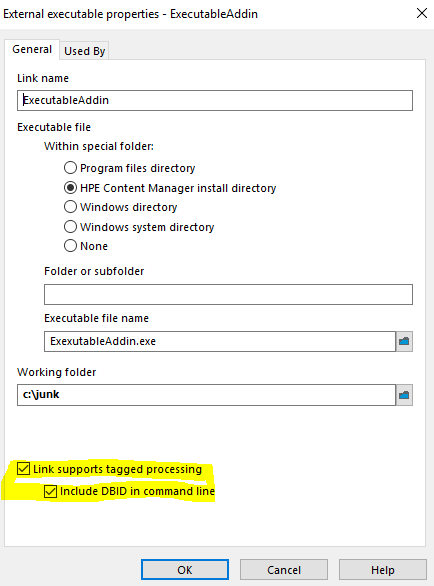 External executable properties - ExecutableAddin
General
Used By
Link name
ExecutableAddin
Executable file
Within special folder:
Program files directory
HPE Content Manager install directory
Windows directory
Windows system directory
None
Folder or subfolder
Executable file name
ExexutableAddin.exe
Working folder
c:\junk
Link supports tagged processing
Include DBID in command line
OK
Cancel
Help